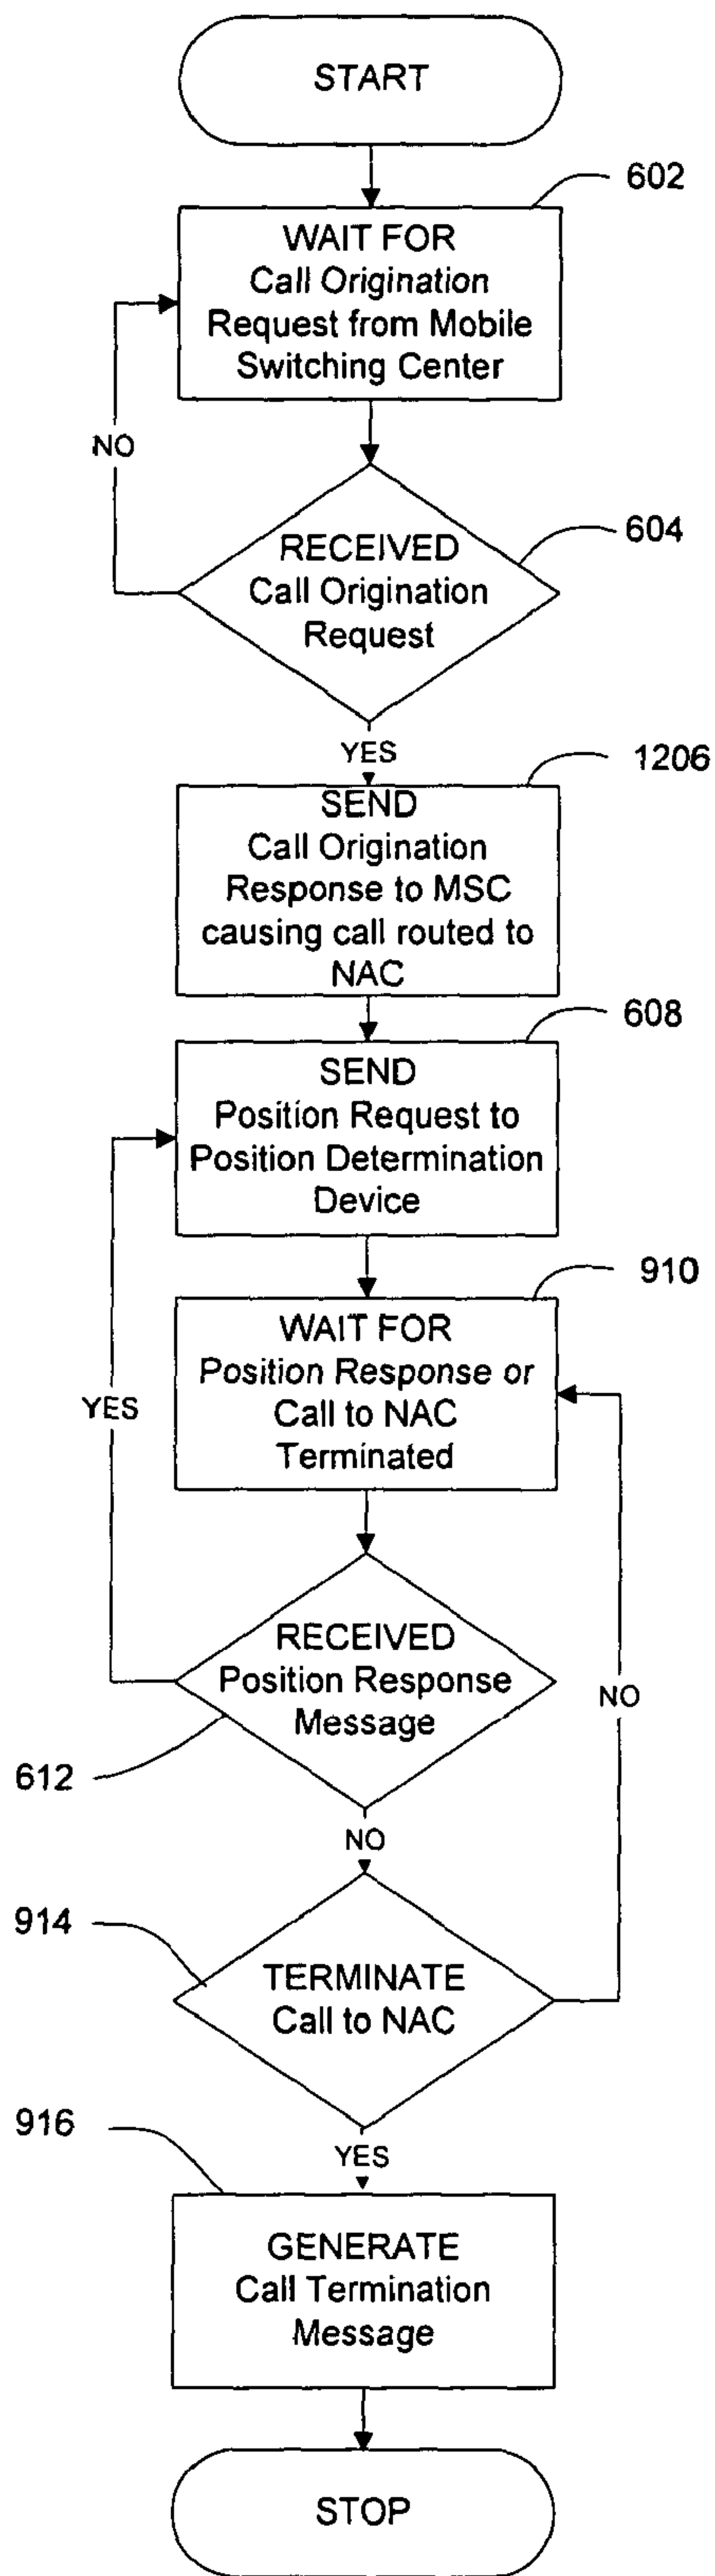 START
602
WAIT FOR
Call Origination
Request from Mobile
Switching Center
NO
604
RECEIVED
Call Origination
Request
YES
1206
SEND
Call Origination
Response to MSC
causing call routed to
NAC
608
SEND
Position Request to
Position Determination
Device
910
WAIT FOR
Position Response or
Call to NAC
Terminated
YES
RECEIVED
Position Response
Message
NO
612
NO
914
TERMINATE
Call to NAC
916
YES
GENERATE
Call Termination
Message
STOP